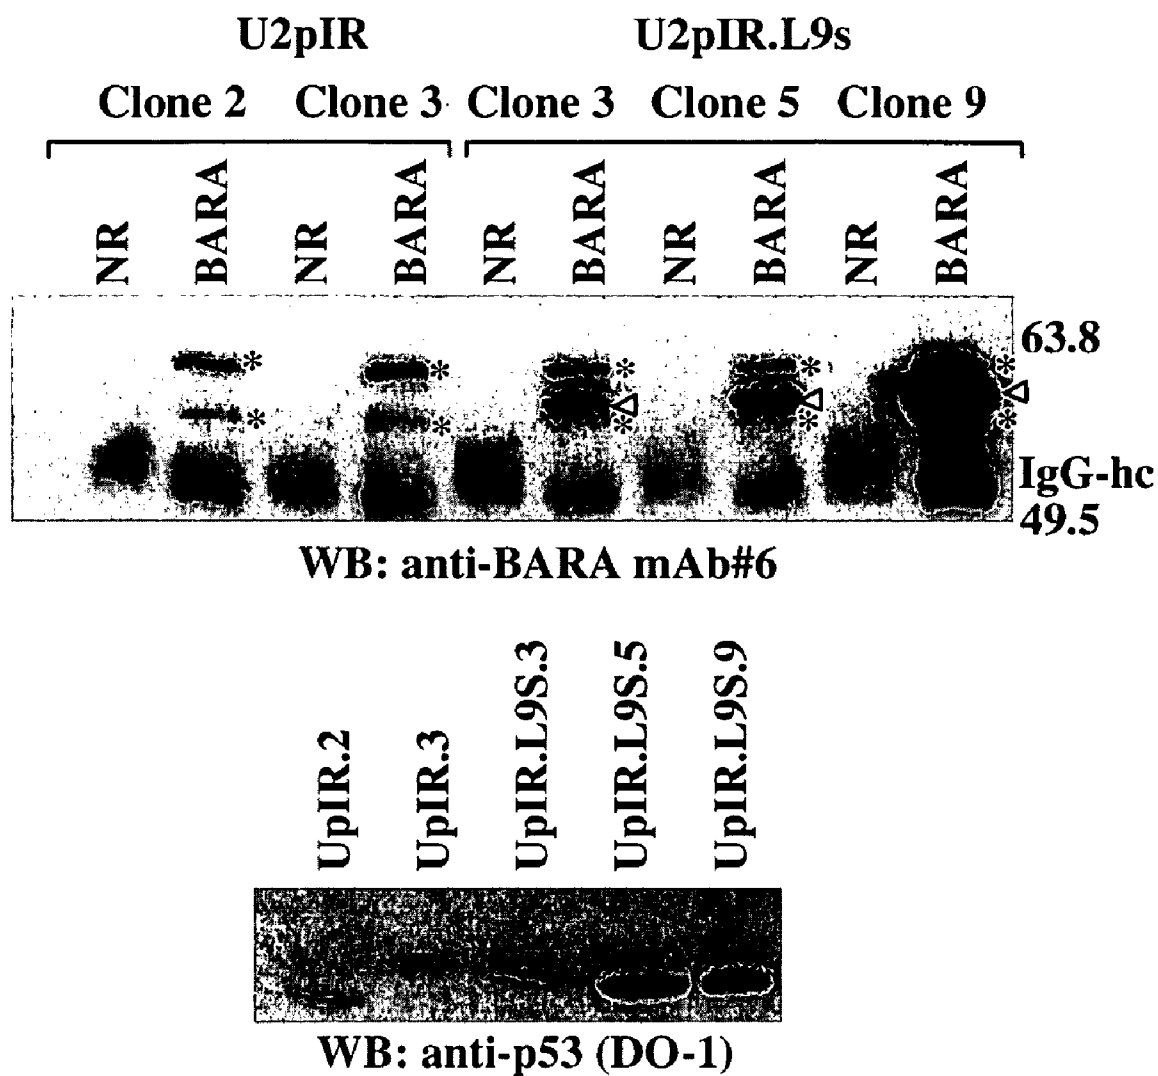 U2pIR U2pIR.L9s
Clone 2 Clone 3 Clone 3 Clone 5 Clone 9
NR BARA NR BARA NR BARA NR BARA NR BARA
63.8
* * * * *
* * * * *
IgG-hc
49.5
WB: anti-BARA mAb#6
UpIR.2 UpIR.3 UpIR.L9S.3 UpIR.L9S.5 UpIR.L9S.9
WB: anti-p53 (DO-1)